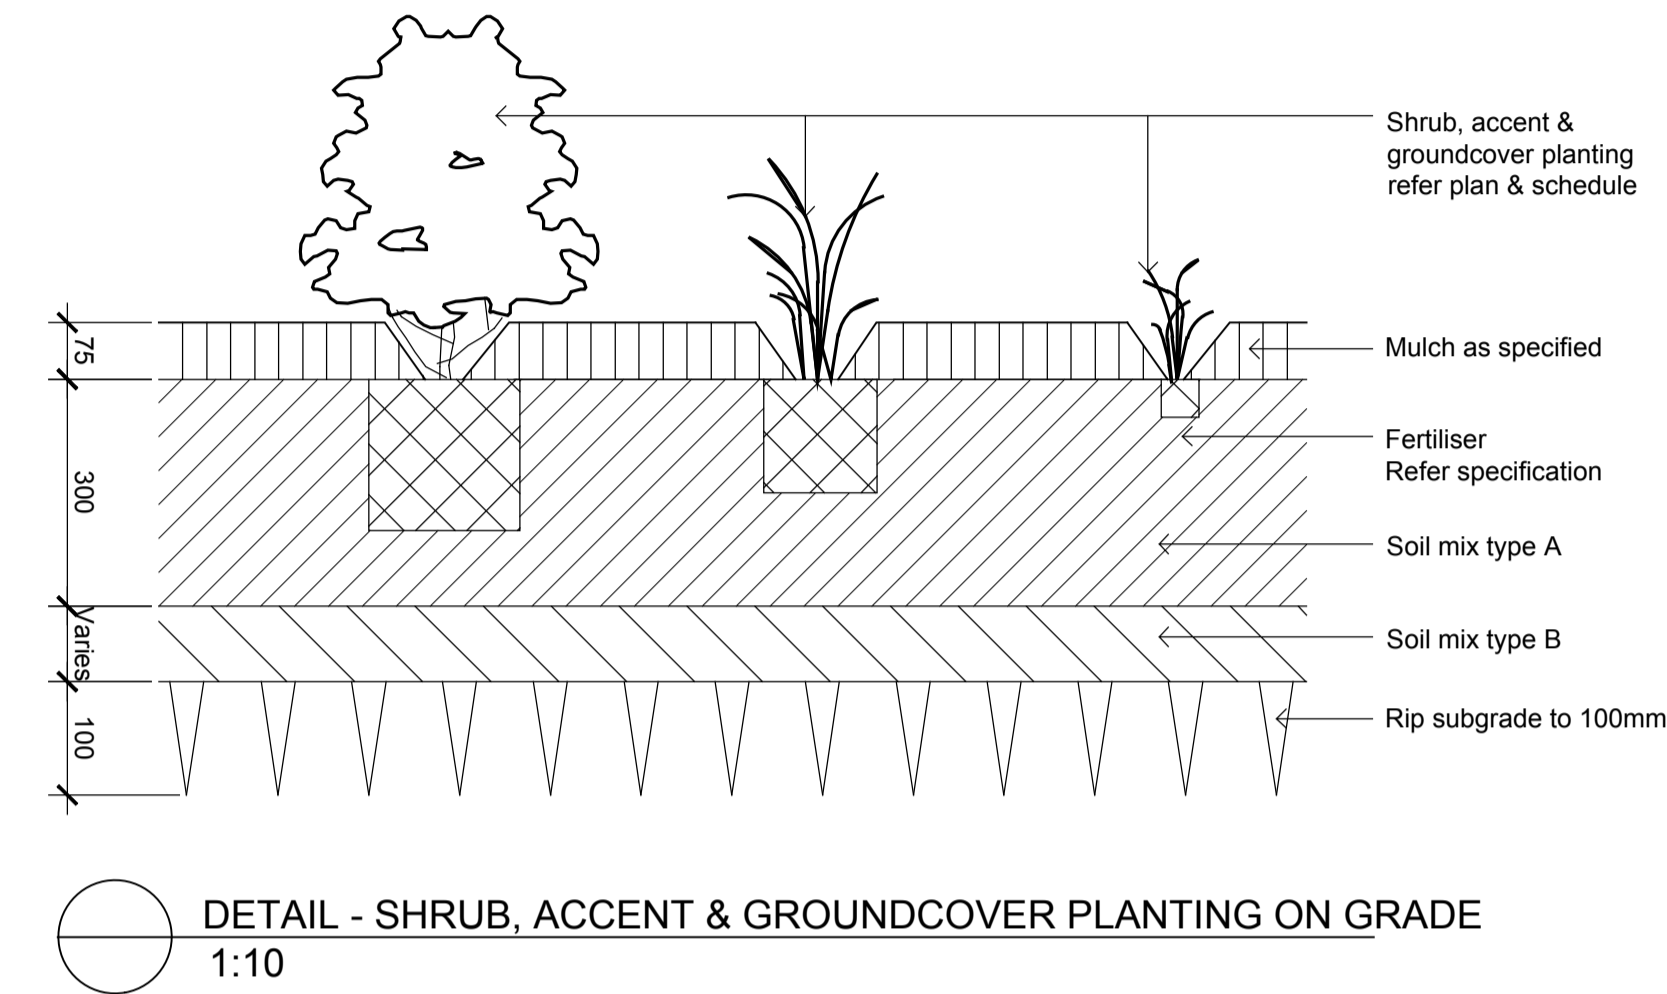 Shrub, accent &
groundcover planting
refer plan & schedule
75
Mulch as specified
300
Fertiliser
Refer specification
Soil mix type A
Varies
Soil mix type B
100
Rip subgrade to 100mm
DETAIL - SHRUB, ACCENT & GROUNDCOVER PLANTING ON GRADE
1:10